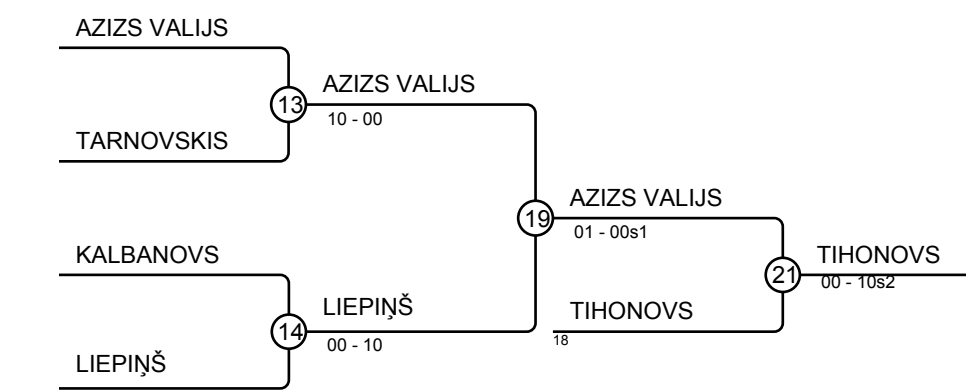 AZIZS VALIJS
13
AZIZS VALIJS
10 - 00
TARNOVSKIS
19
AZIZS VALIJS
01 - 00s1
KALBANOVS
14
LIEPIŅŠ
00 - 10
LIEPIŅŠ
21
TIHONOVS
00 - 10s2
TIHONOVS
18